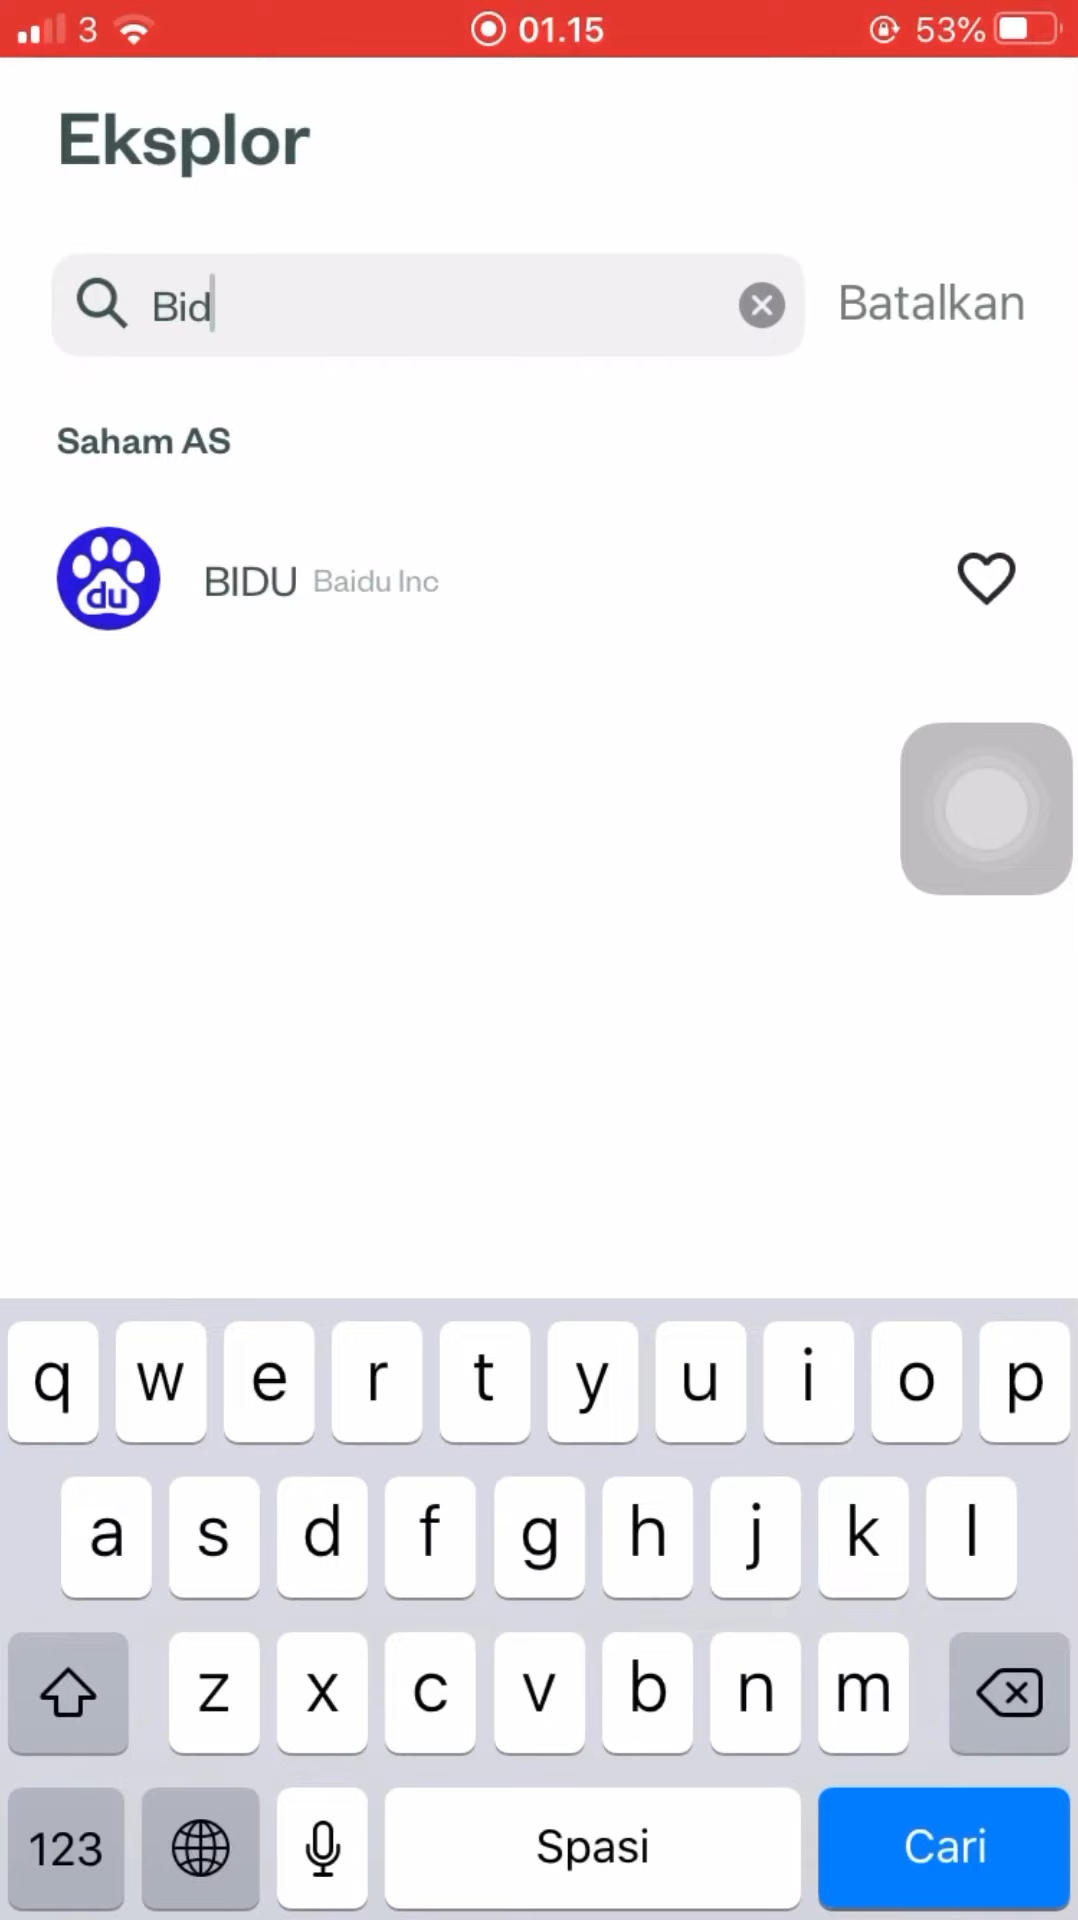 3 01.15 53%
Eksplor
Bid Batalkan
Saham AS
du BIDU Baidu Inc
q w e r t y u i o p
a s d f g h j k l
z x c v b n m
123 Spasi Cari